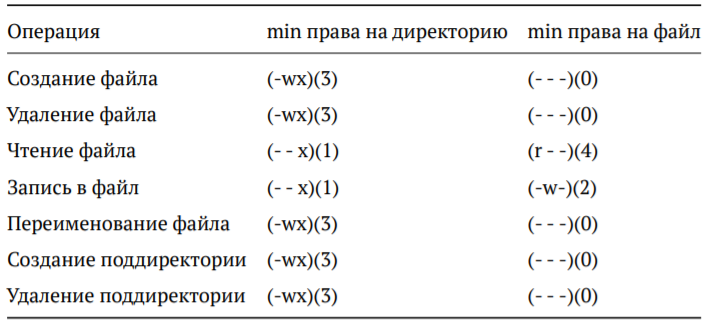 Операция min права на директорию min права на файл
Создание файла (-wx)(3) (- - -)(0)
Удаление файла (-wx)(3) (- - -)(0)
Чтение файла (- - x)(1) (r - -)(4)
Запись в файл (- - x)(1) (-w-)(2)
Переименование файла (-wx)(3) (- - -)(0)
Создание поддиректории (-wx)(3) (- - -)(0)
Удаление поддиректории (-wx)(3) (- - -)(0)